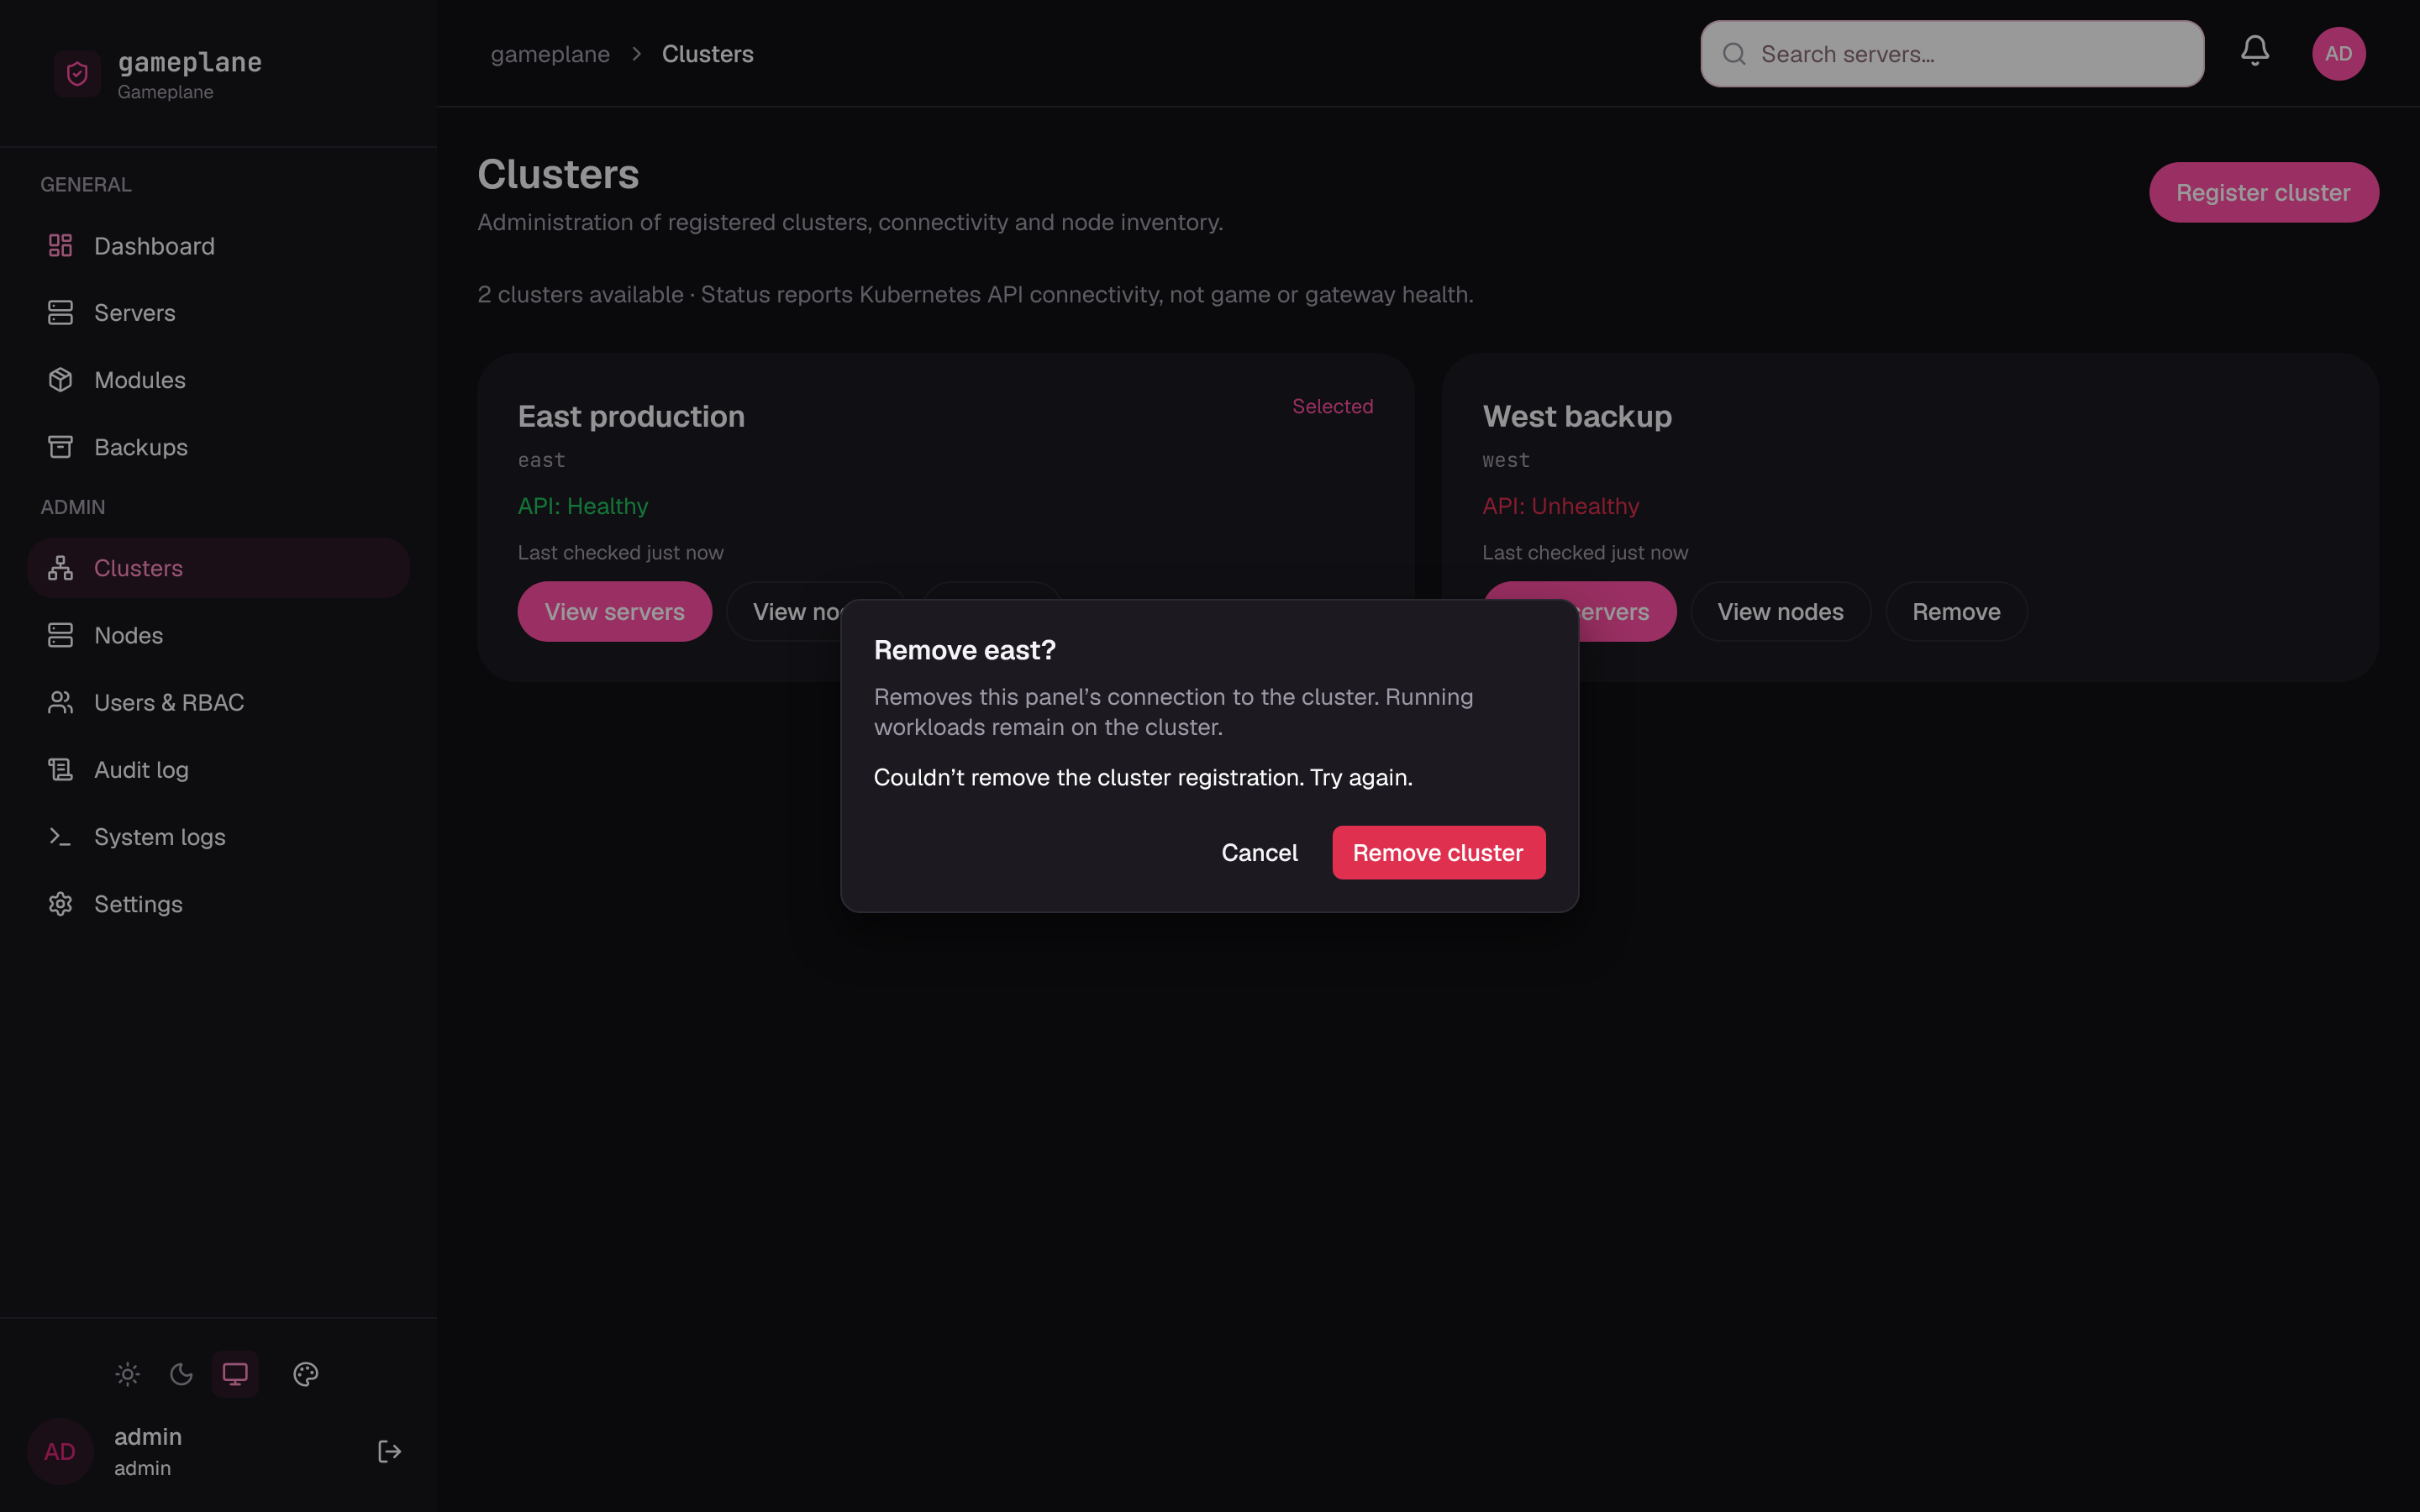 gameplane
Gameplane
GENERAL
Dashboard
Servers
Modules
Backups
ADMIN
Clusters
Nodes
Users & RBAC
Audit log
System logs
Settings
AD
admin
admin
gameplane > Clusters
Search servers...
AD
Clusters
Administration of registered clusters, connectivity and node inventory.
Register cluster
2 clusters available · Status reports Kubernetes API connectivity, not game or gateway health.
East production
Selected
east
API: Healthy
Last checked just now
View servers
View no
West backup
west
API: Unhealthy
Last checked just now
servers
View nodes
Remove
Remove east?
Removes this panel’s connection to the cluster. Running
workloads remain on the cluster.
Couldn’t remove the cluster registration. Try again.
Cancel
Remove cluster